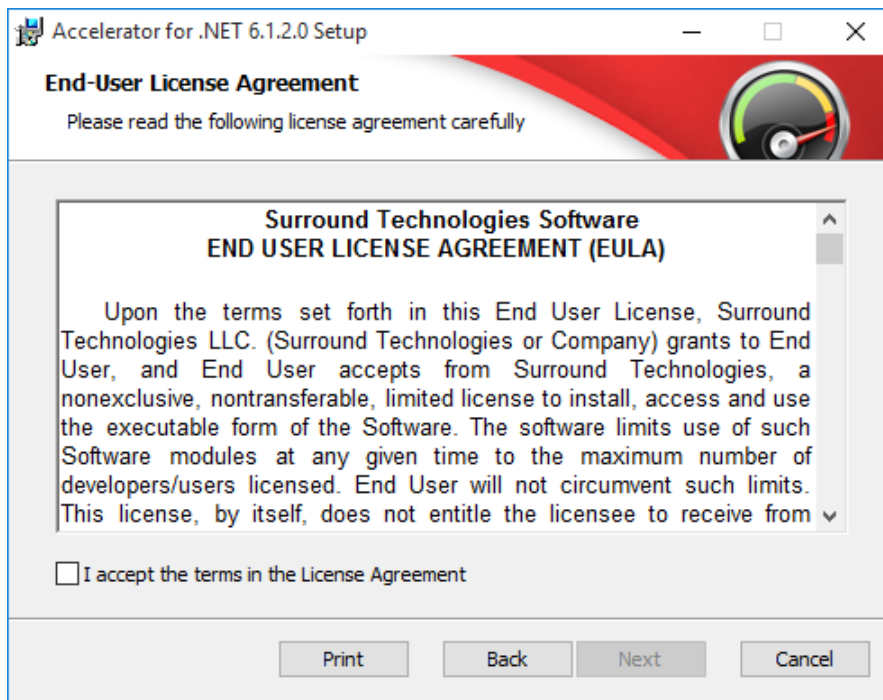 Accelerator for .NET 6.1.2.0 Setup
End-User License Agreement
Please read the following license agreement carefully
Surround Technologies Software
END USER LICENSE AGREEMENT (EULA)
Upon the terms set forth in this End User License, Surround
Technologies LLC. (Surround Technologies or Company) grants to End
User, and End User accepts from Surround Technologies, a
nonexclusive, nontransferable, limited license to install, access and use
the executable form of the Software. The software limits use of such
Software modules at any given time to the maximum number of
developers/users licensed. End User will not circumvent such limits.
This license, by itself, does not entitle the licensee to receive from
I accept the terms in the License Agreement
Print Back Next Cancel